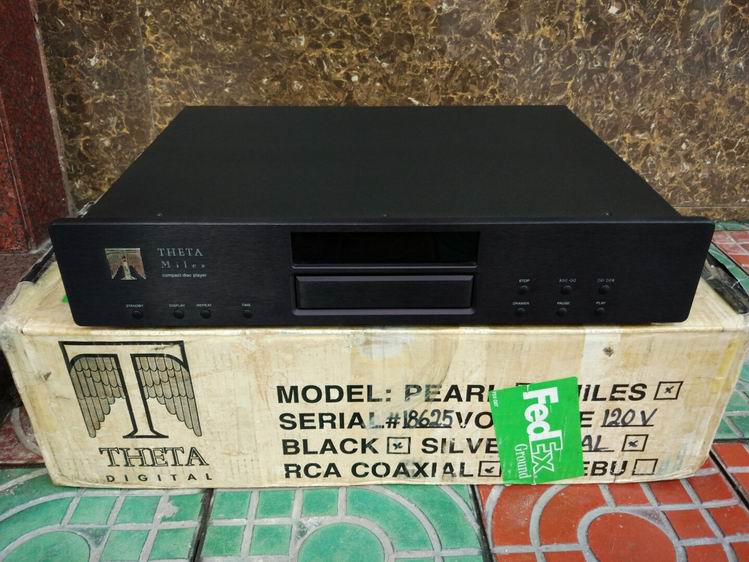 THETA
Miles
compact disc player
STANDBY DISPLAY REPEAT TIME
STOP
DRAWER PAUSE PLAY
THETA
DIGITAL
MODEL: PEARL MILES
SERIAL# 18625 120V
BLACK
RCA COAXIAL
FedEx
Ground